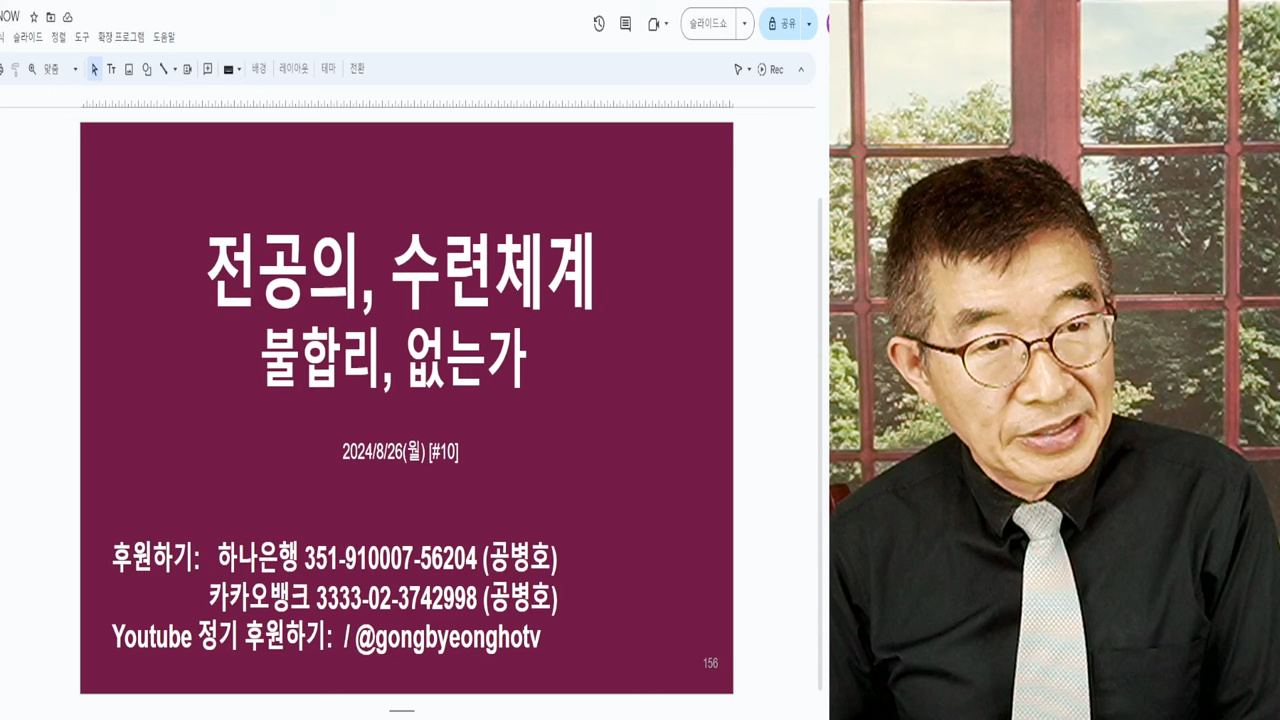 NOW
슬라이드 정렬 도구 확장 프로그램 도움말
슬라이드쇼
공유
맞춤
배경 레이아웃 테마 전환
Rec
전공의, 수련체계
불합리, 없는가
2024/8/26(월) [#10]
후원하기: 하나은행 351-910007-56204 (공병호)
카카오뱅크 3333-02-3742998 (공병호)
Youtube 정기 후원하기: / @gongbyeonghotv
156